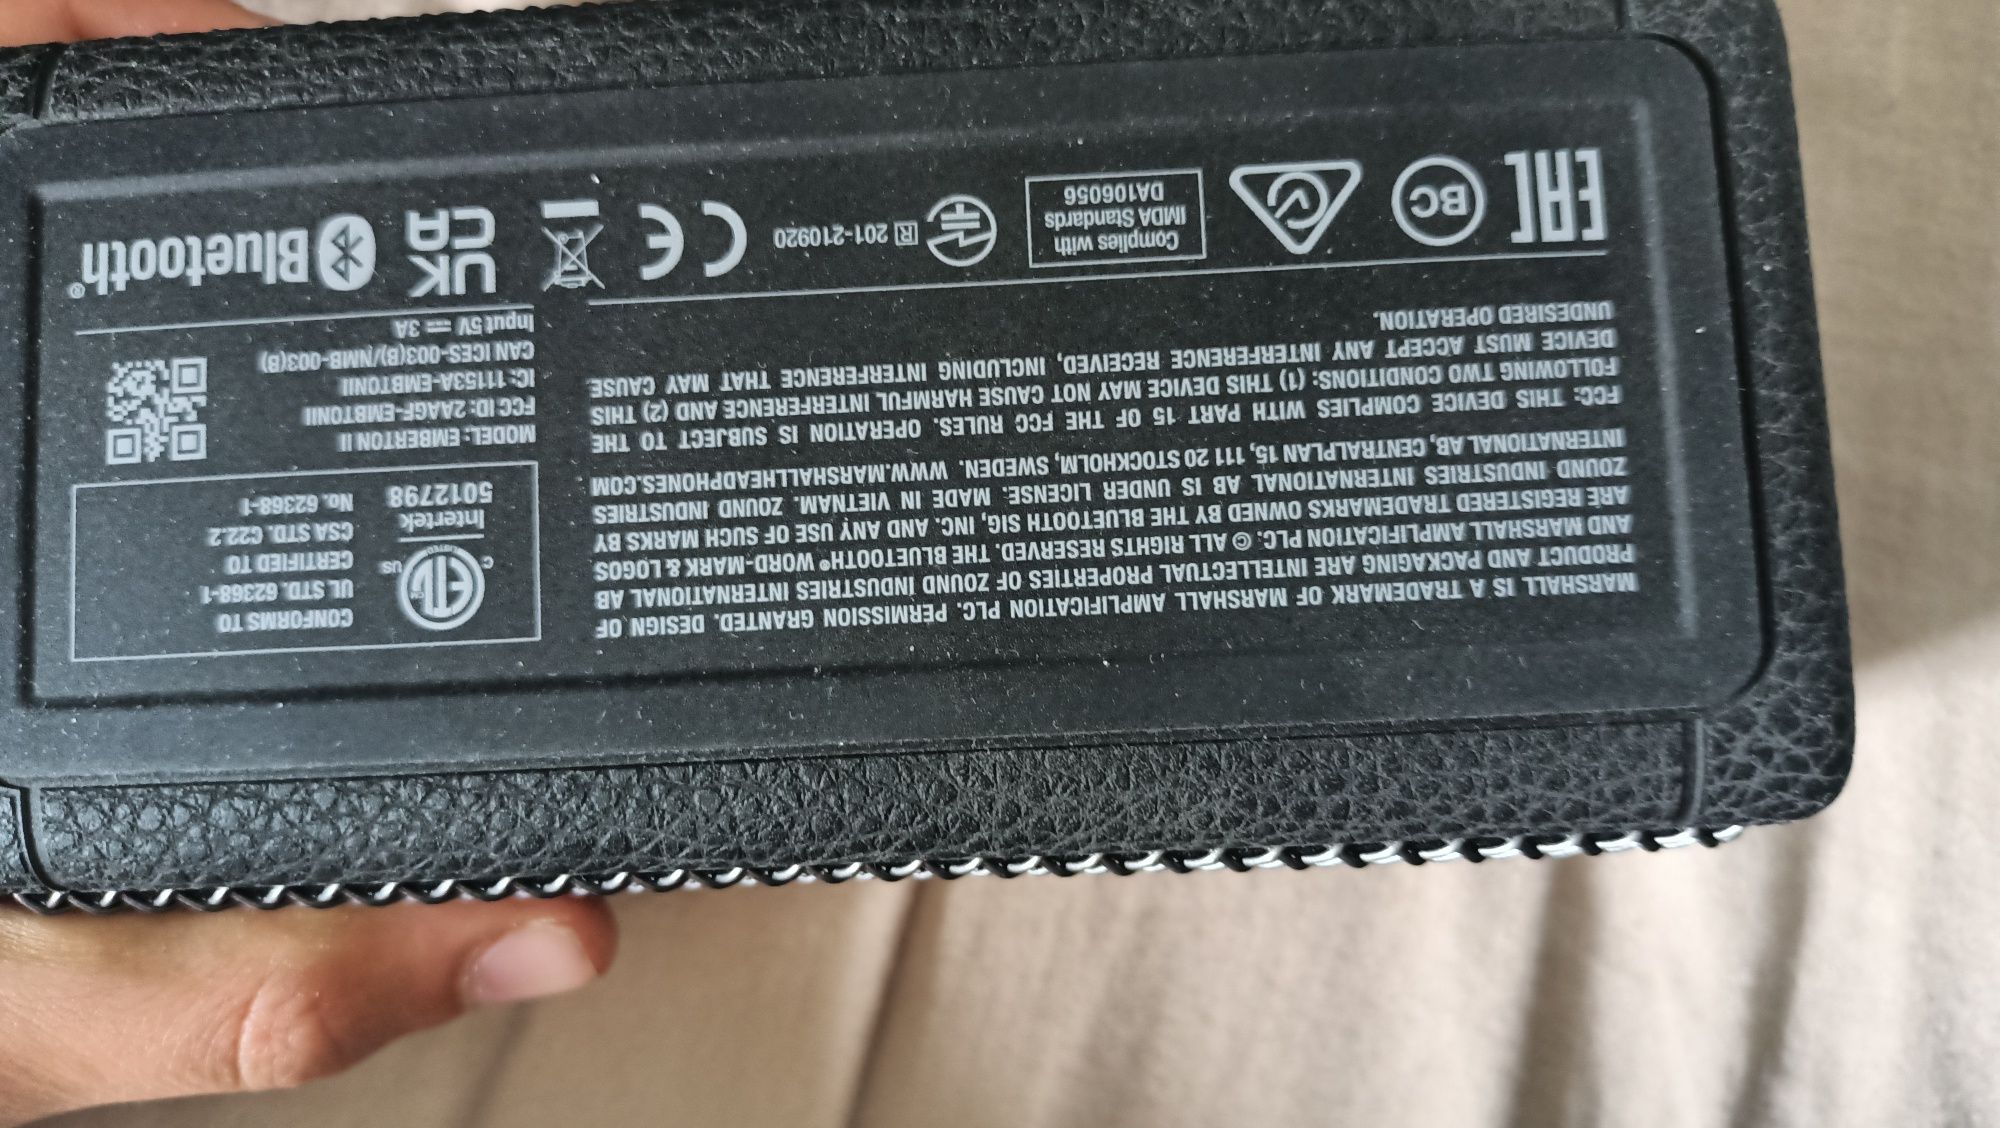 CONFORMS TO
UL STD. 62368-1
CERTIFIED TO
CSA STD. C22.2
No. 62368-1
ETL
CM
LISTED
C
US
Intertek
5012798
MODEL: EMBERTON II
FCC ID: 2AAGF-EMBTONII
IC: 11153A-EMBTONII
CAN ICES-003(B)/NMB-003(B)
Input 5V ⎓ 3A
MARSHALL IS A TRADEMARK OF MARSHALL AMPLIFICATION PLC. PERMISSION GRANTED. DESIGN OF
PRODUCT AND PACKAGING ARE INTELLECTUAL PROPERTIES OF ZOUND INDUSTRIES INTERNATIONAL AB
AND MARSHALL AMPLIFICATION PLC. © ALL RIGHTS RESERVED. THE BLUETOOTH® WORD-MARK & LOGOS
ARE REGISTERED TRADEMARKS OWNED BY THE BLUETOOTH SIG, INC. AND ANY USE OF SUCH MARKS BY
ZOUND INDUSTRIES INTERNATIONAL AB IS UNDER LICENSE. MADE IN VIETNAM. ZOUND INDUSTRIES
INTERNATIONAL AB, CENTRALPLAN 15, 111 20 STOCKHOLM, SWEDEN. WWW.MARSHALLHEADPHONES.COM
FCC: THIS DEVICE COMPLIES WITH PART 15 OF THE FCC RULES. OPERATION IS SUBJECT TO THE
FOLLOWING TWO CONDITIONS: (1) THIS DEVICE MAY NOT CAUSE HARMFUL INTERFERENCE AND (2) THIS
DEVICE MUST ACCEPT ANY INTERFERENCE RECEIVED, INCLUDING INTERFERENCE THAT MAY CAUSE
UNDESIRED OPERATION.
EAC
BC
Complies with
IMDA Standards
DA106056
R 201-210920
CE
UK
CA
Bluetooth®